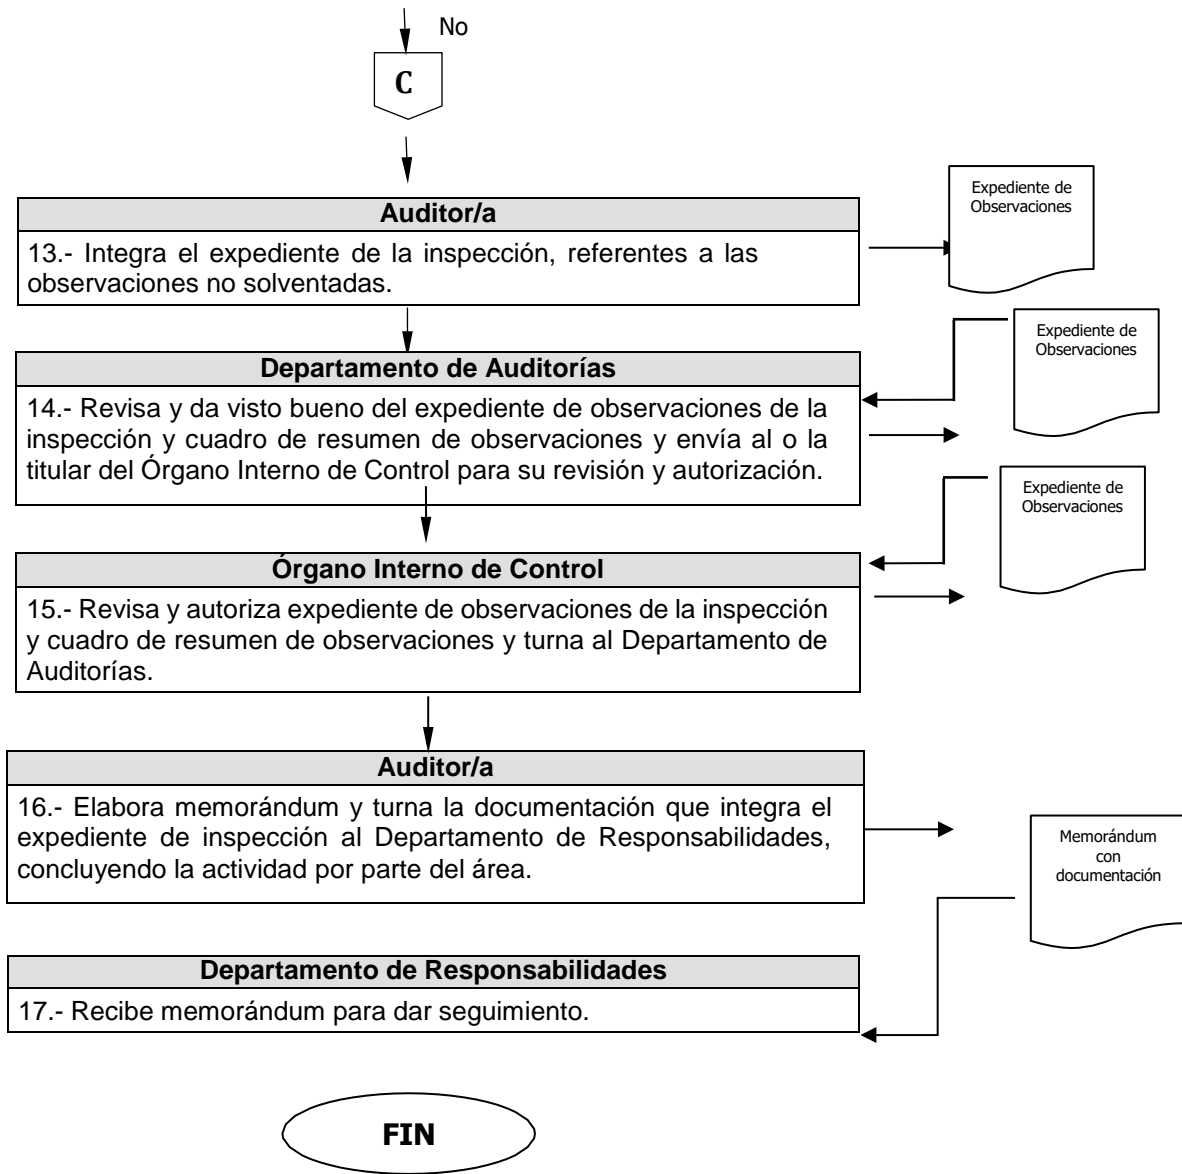 No
C
Auditor/a
13.- Integra el expediente de la inspección, referentes a las
observaciones no solventadas.
Expediente de
Observaciones
Departamento de Auditorías
14.- Revisa y da visto bueno del expediente de observaciones de la
inspección y cuadro de resumen de observaciones y envía al o la
titular del Órgano Interno de Control para su revisión y autorización.
Expediente de
Observaciones
Órgano Interno de Control
15.- Revisa y autoriza expediente de observaciones de la inspección
y cuadro de resumen de observaciones y turna al Departamento de
Auditorías.
Expediente de
Observaciones
Auditor/a
16.- Elabora memorándum y turna la documentación que integra el
expediente de inspección al Departamento de Responsabilidades,
concluyendo la actividad por parte del área.
Memorándum
con
documentación
Departamento de Responsabilidades
17.- Recibe memorándum para dar seguimiento.
FIN